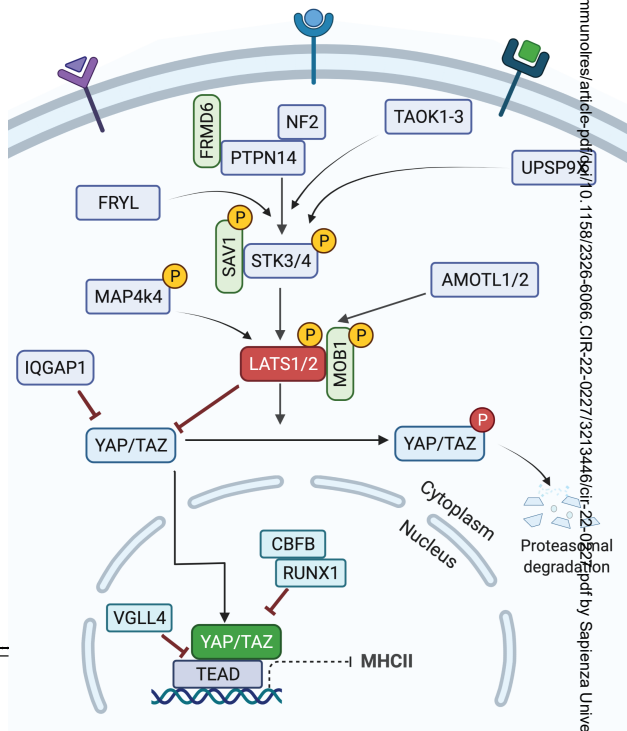 FRMD6
NF2
PTPN14
TAOK1-3
UPSP9X
FRYL
P
SAV1
STK3/4
P
MAP4k4
P
AMOTL1/2
LATS1/2
P
MOB1
P
IQGAP1
YAP/TAZ
YAP/TAZ
P
Cytoplasm
Nucleus
Proteasomal
degradation
CBFB
RUNX1
VGLL4
YAP/TAZ
TEAD
MHCII
mmunolres/article-pdf/doi/10.1158/2326-6066.CIR-22-0227/3213446/cir-22-0227.pdf by Sapienza Unive